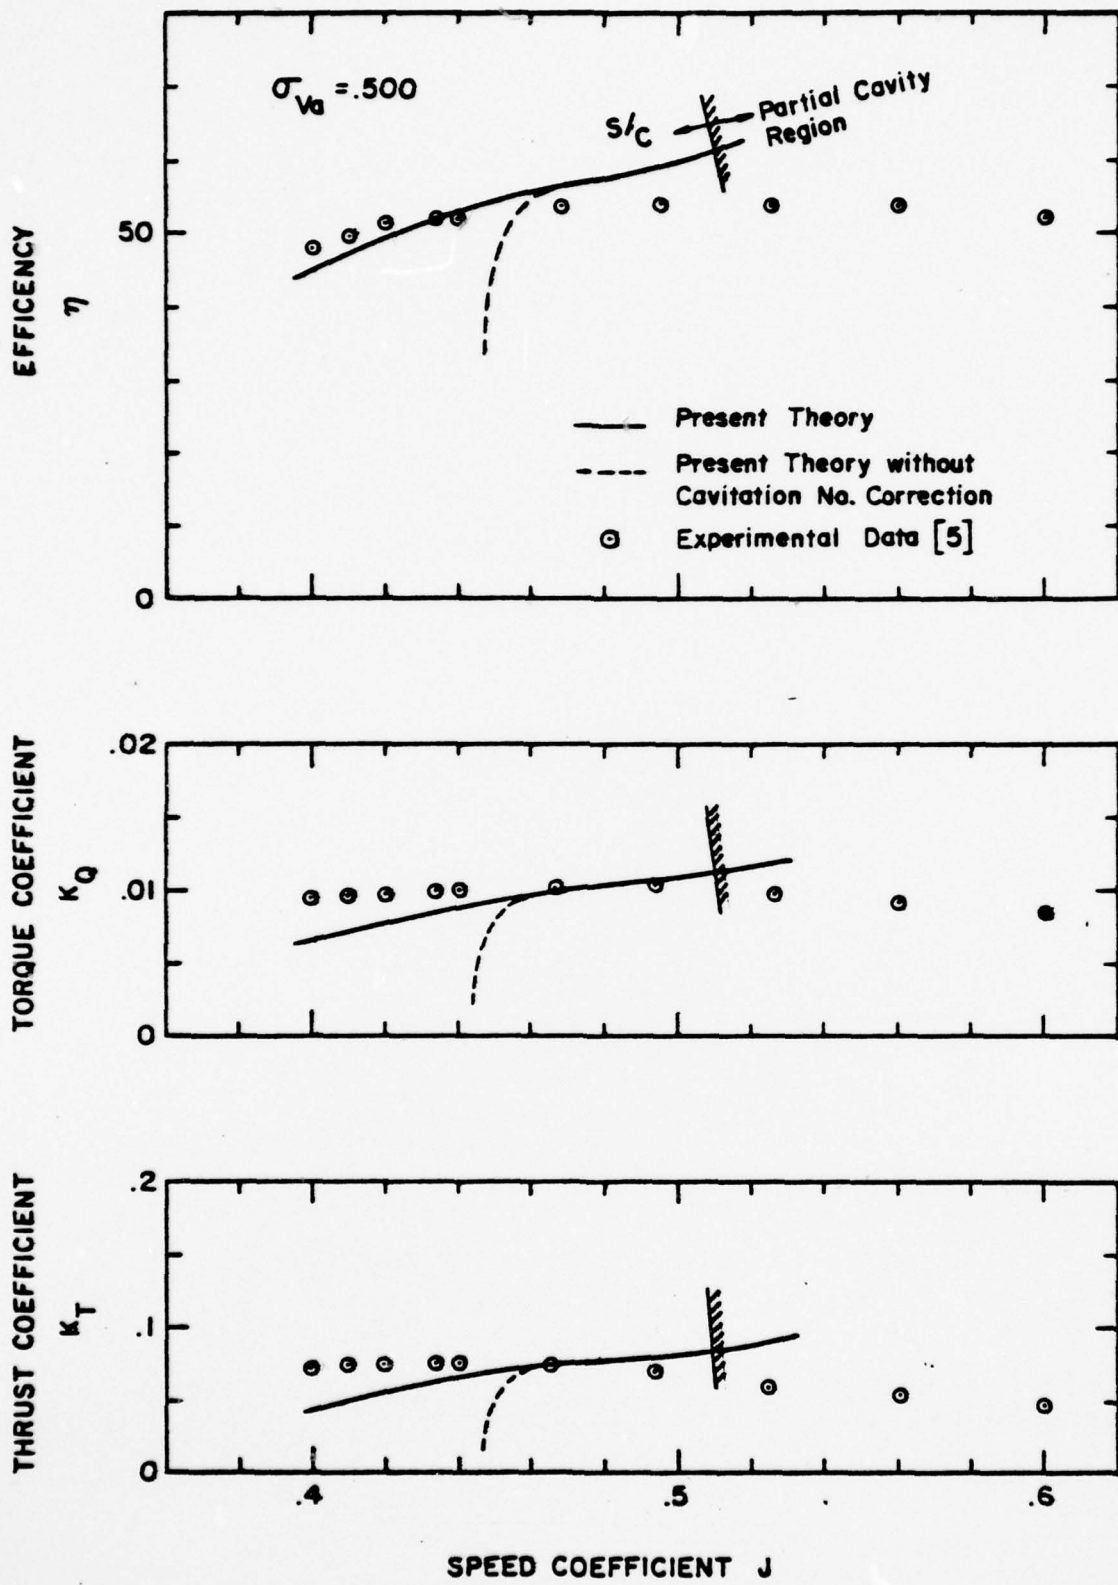 σVa = .500
S/C
Partial Cavity
Region
50
0
EFFICENCY
η
Present Theory
Present Theory without
Cavitation No. Correction
Experimental Data [5]
.02
.01
0
TORQUE COEFFICIENT
KQ
.2
.1
0
THRUST COEFFICIENT
KT
.4
.5
.6
SPEED COEFFICIENT J